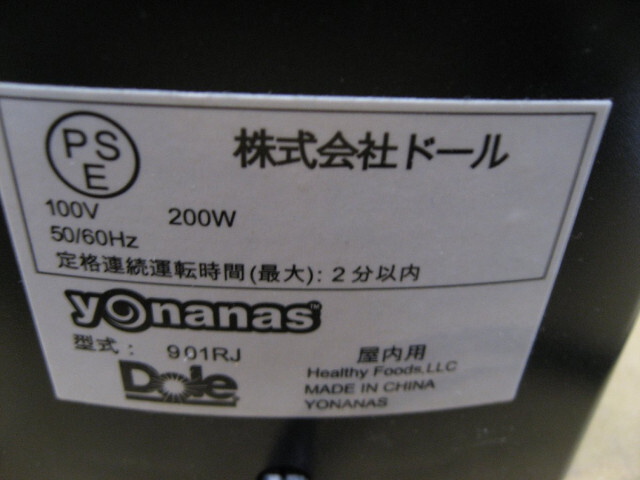 PS
E
株式会社ドール
100V 200W
50/60Hz
定格連続運転時間(最大): 2分以内
yonanas™
型式: 901RJ 屋内用
Dole
Healthy Foods,LLC
MADE IN CHINA
YONANAS